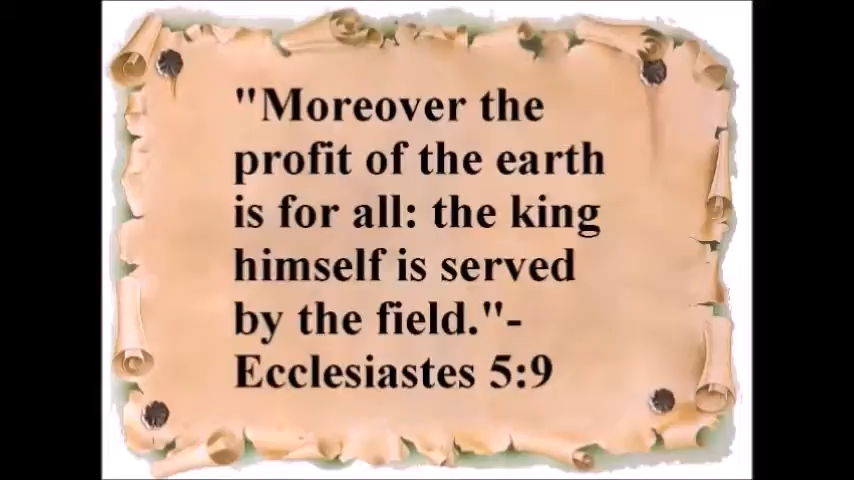 "Moreover the
profit of the earth
is for all: the king
himself is served
by the field."-
Ecclesiastes 5:9